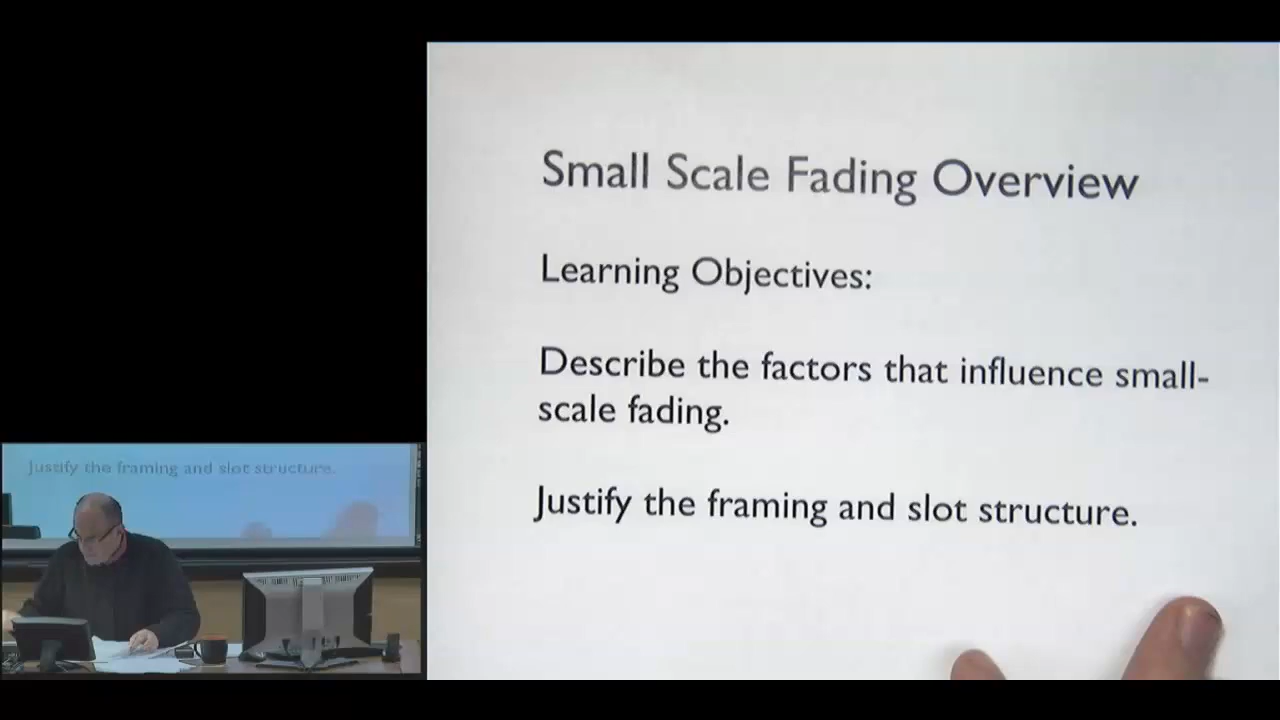 Small Scale Fading Overview
Learning Objectives:
Describe the factors that influence small-
scale fading.
Justify the framing and slot structure.
Justify the framing and slot structure.